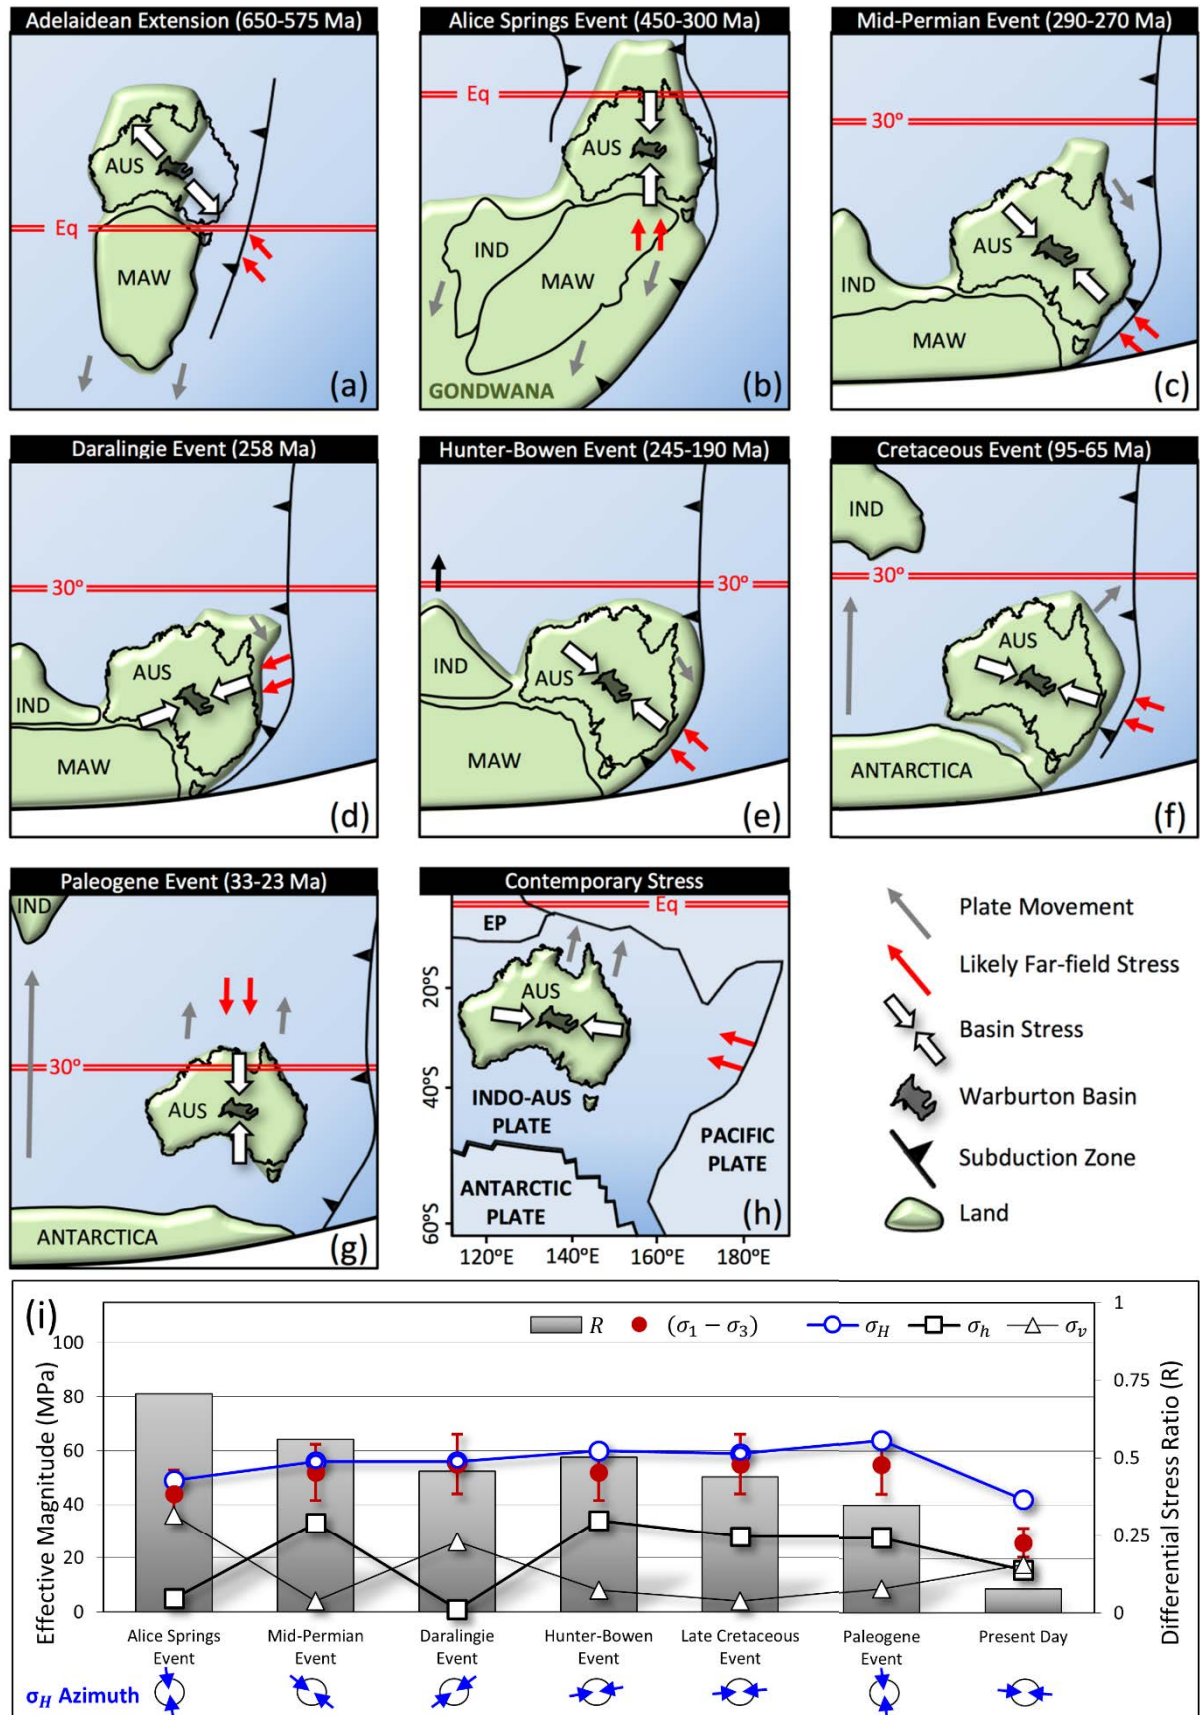 Adelaidean Extension (650-575 Ma)
AUS
Eq
MAW
(a)
Alice Springs Event (450-300 Ma)
Eq
AUS
IND
MAW
GONDWANA
(b)
Mid-Permian Event (290-270 Ma)
30°
AUS
IND
MAW
(c)
Daralingie Event (258 Ma)
30°
AUS
IND
MAW
(d)
Hunter-Bowen Event (245-190 Ma)
30°
IND
AUS
MAW
(e)
Cretaceous Event (95-65 Ma)
IND
30°
AUS
ANTARCTICA
(f)
Paleogene Event (33-23 Ma)
IND
30°
AUS
ANTARCTICA
(g)
Contemporary Stress
Eq
EP
20°S
AUS
40°S
INDO-AUS
PLATE
PACIFIC
PLATE
ANTARCTIC
PLATE
(h)
60°S
120°E 140°E 160°E 180°E
Plate Movement
Likely Far-field Stress
Basin Stress
Warburton Basin
Subduction Zone
Land
(i)
R (σ1 − σ3) σH σh σv
Effective Magnitude (MPa)
100
80
60
40
20
0
1
0.75
0.5
0.25
0
Differential Stress Ratio (R)
Alice Springs Event
Mid-Permian Event
Daralingie Event
Hunter-Bowen Event
Late Cretaceous Event
Paleogene Event
Present Day
σH Azimuth